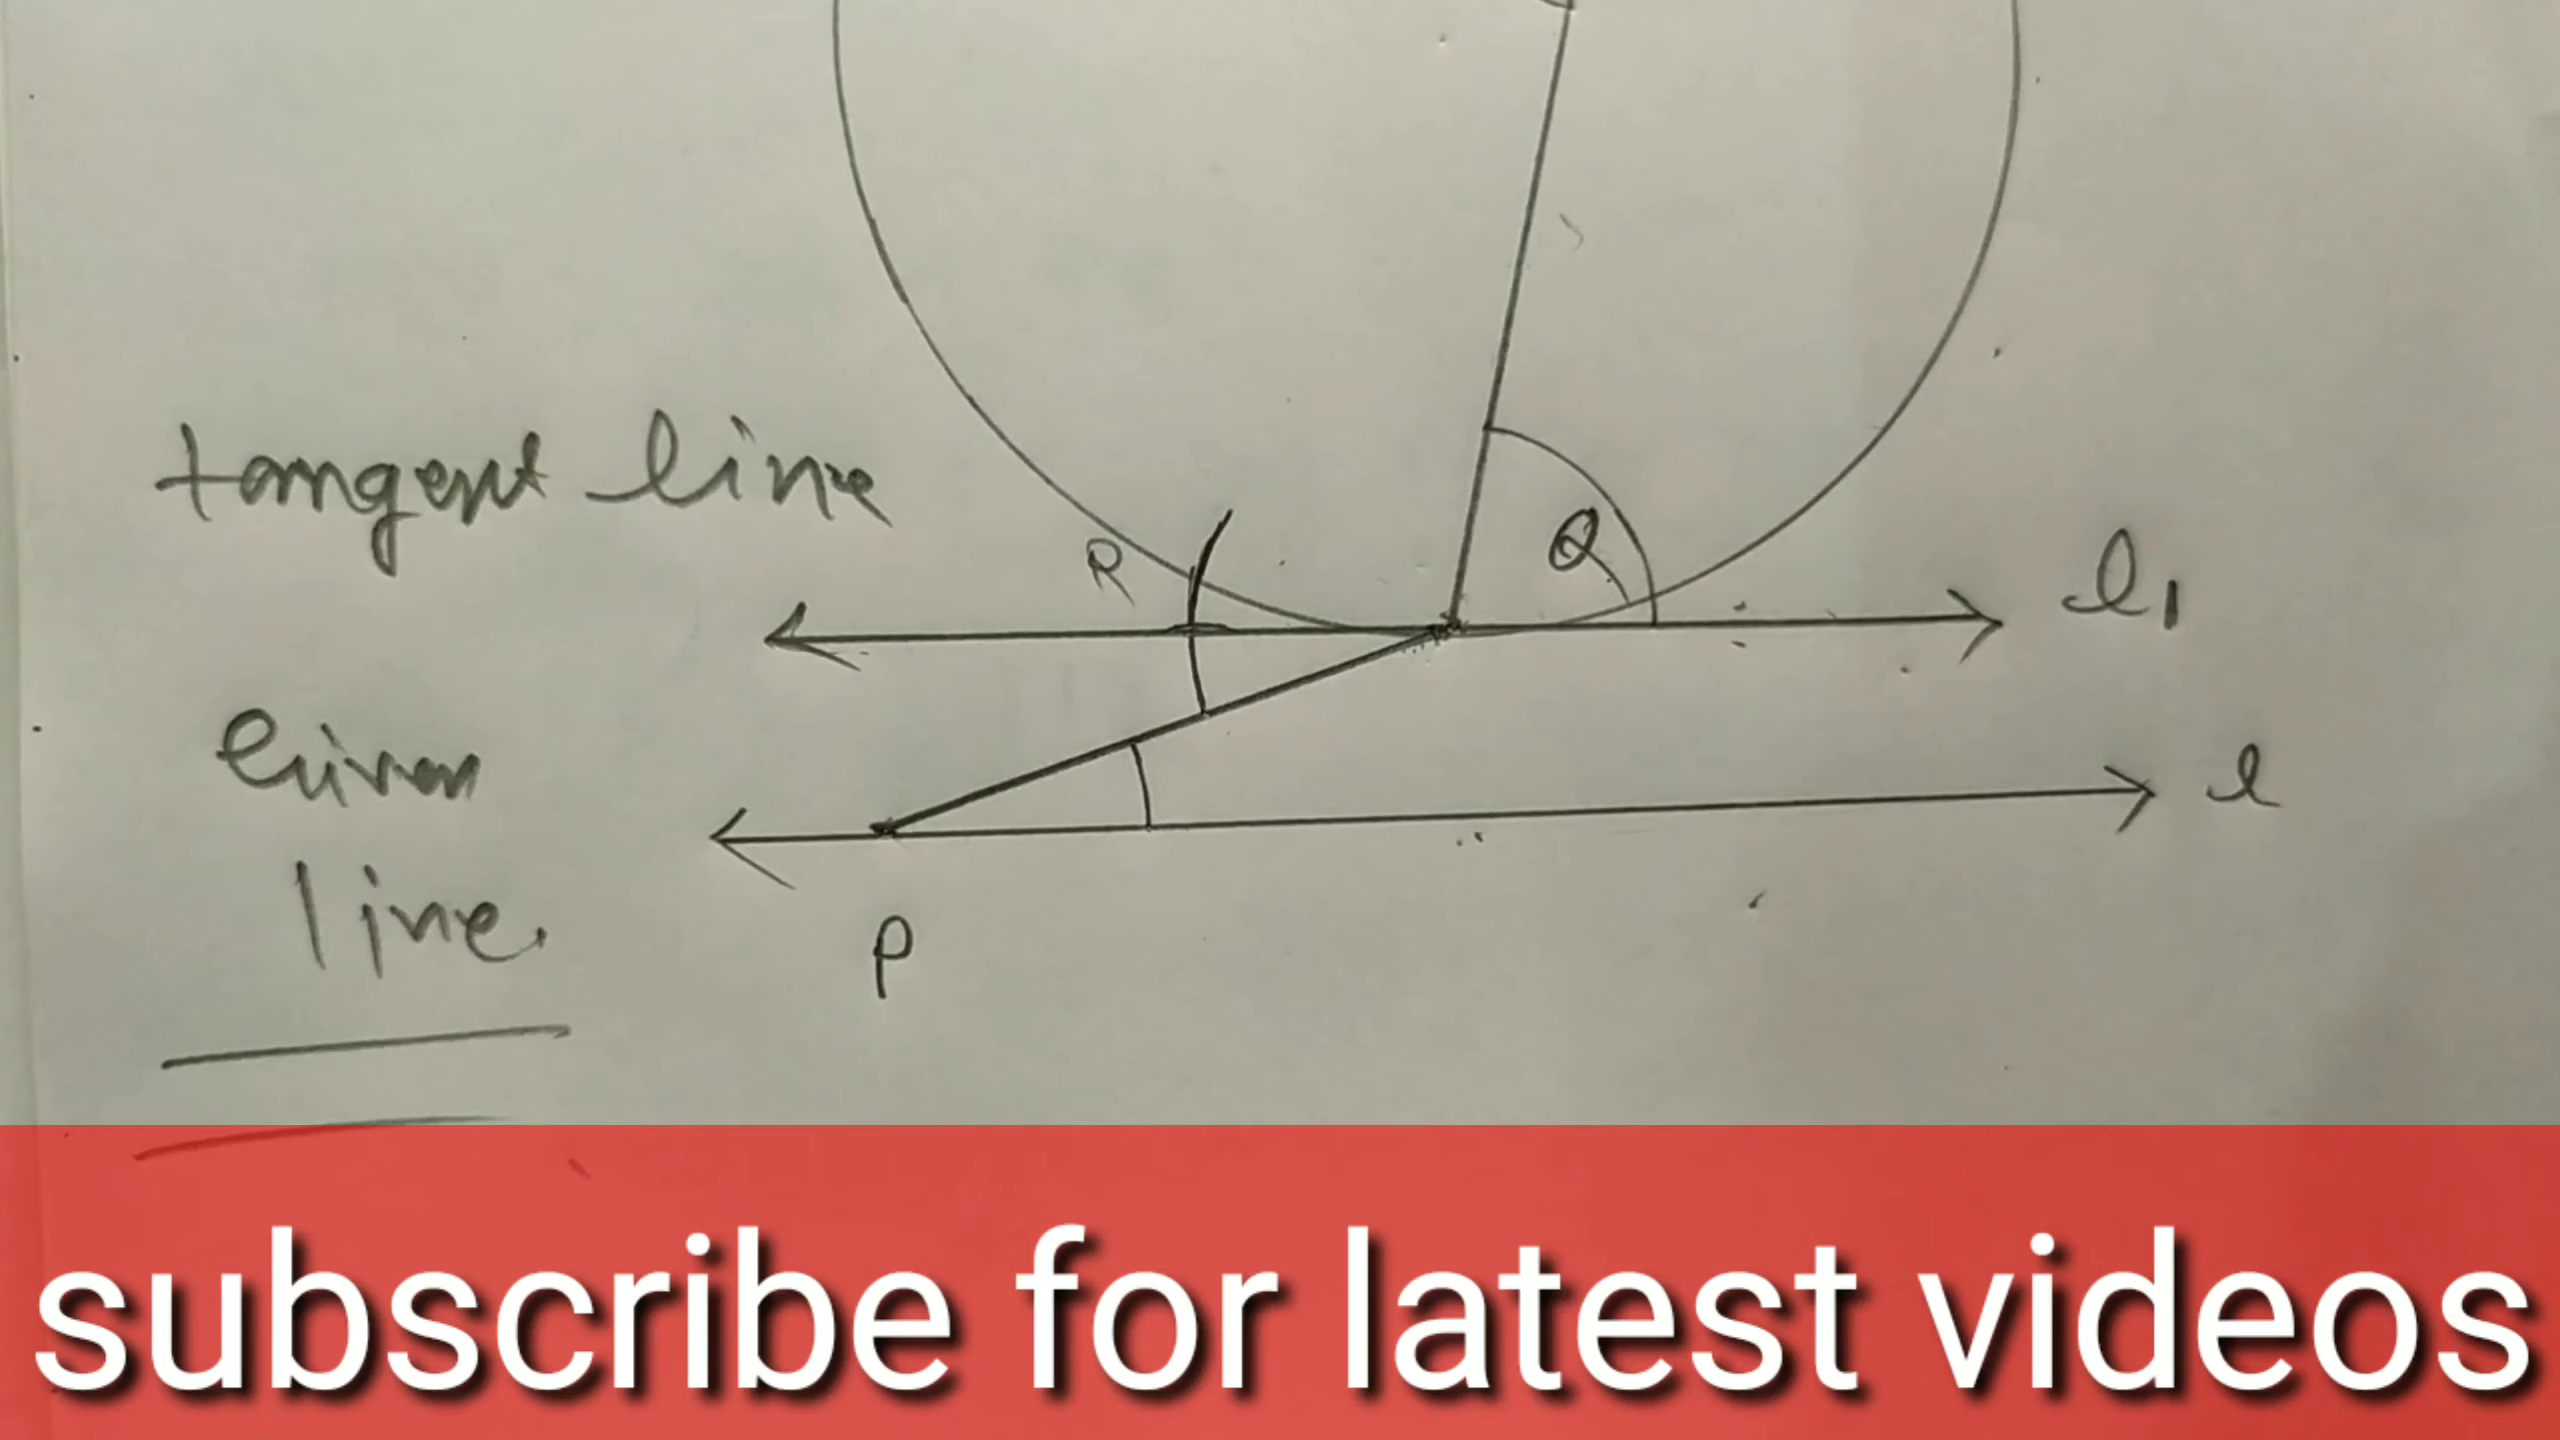 tangent line
R
Q
l1
Given
l
line.
P
subscribe for latest videos